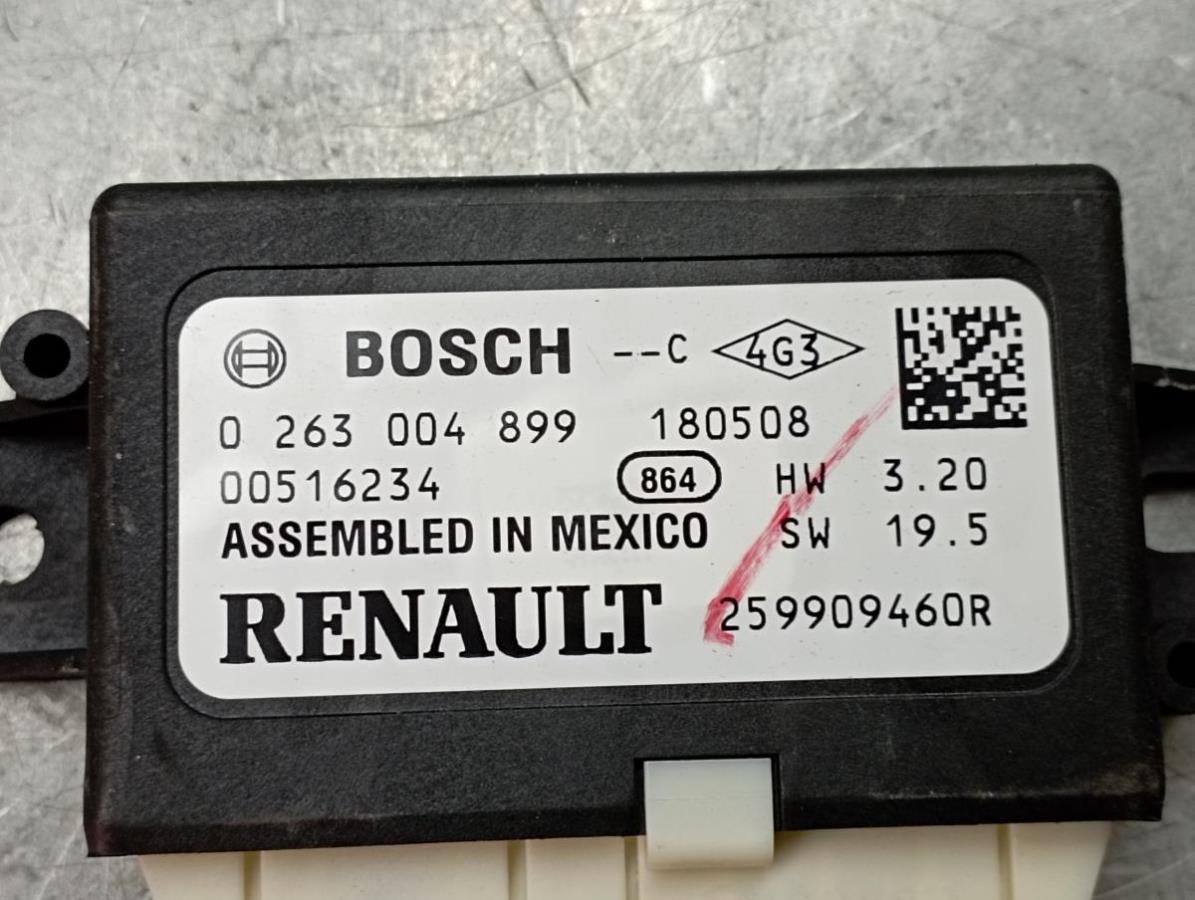 BOSCH --C 4G3
0 263 004 899 180508
00516234 864 HW 3.20
ASSEMBLED IN MEXICO SW 19.5
RENAULT 259909460R